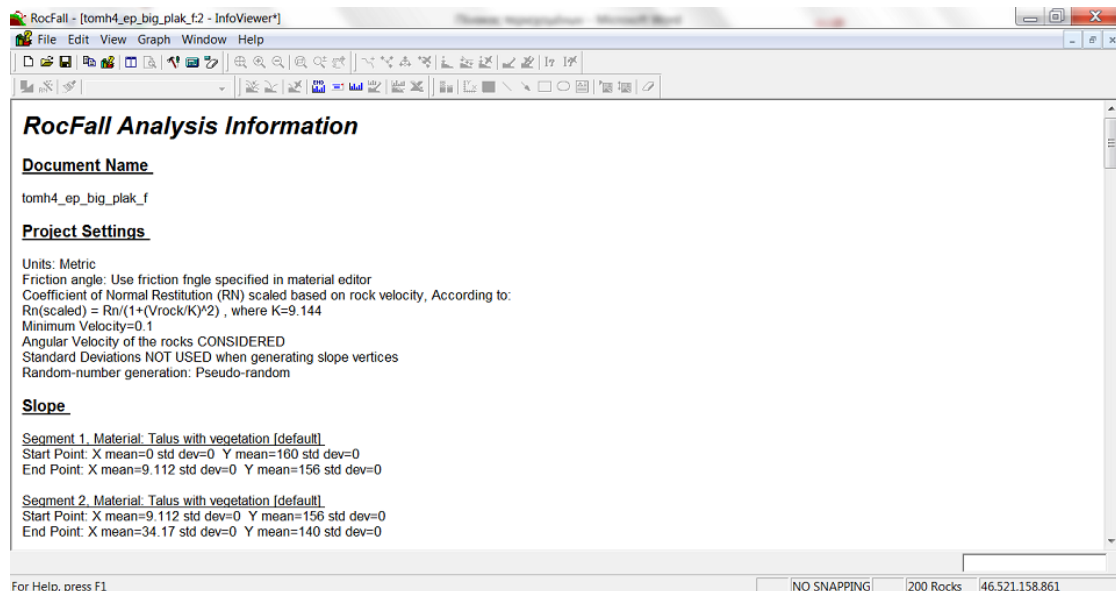 RocFall - [tomh4_ep_big_plak_f:2 - InfoViewer*]
File Edit View Graph Window Help
RocFall Analysis Information
Document Name
tomh4_ep_big_plak_f
Project Settings
Units: Metric
Friction angle: Use friction fngle specified in material editor
Coefficient of Normal Restitution (RN) scaled based on rock velocity, According to:
Rn(scaled) = Rn/(1+(Vrock/K)^2) , where K=9.144
Minimum Velocity=0.1
Angular Velocity of the rocks CONSIDERED
Standard Deviations NOT USED when generating slope vertices
Random-number generation: Pseudo-random
Slope
Segment 1, Material: Talus with vegetation [default]
Start Point: X mean=0 std dev=0 Y mean=160 std dev=0
End Point: X mean=9.112 std dev=0 Y mean=156 std dev=0
Segment 2, Material: Talus with vegetation [default]
Start Point: X mean=9.112 std dev=0 Y mean=156 std dev=0
End Point: X mean=34.17 std dev=0 Y mean=140 std dev=0
For Help, press F1
NO SNAPPING
200 Rocks
46.521,158.861